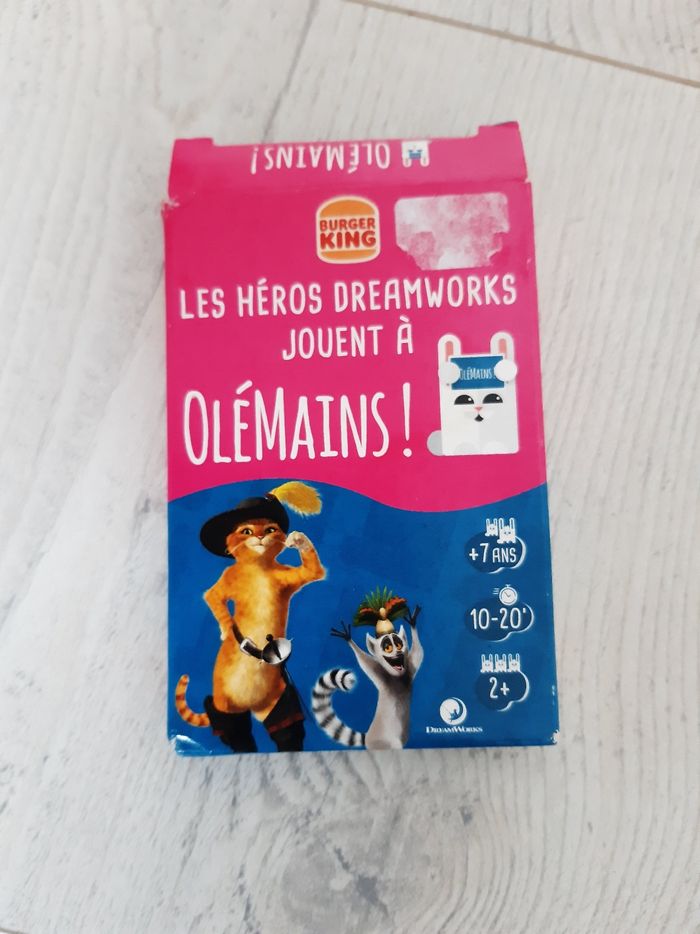 OLÉMAINS !
BURGER
KING
LES HÉROS DREAMWORKS
JOUENT À
OLÉMAINS !
OLÉMAINS !
+7 ANS
10-20'
2+
DREAMWORKS